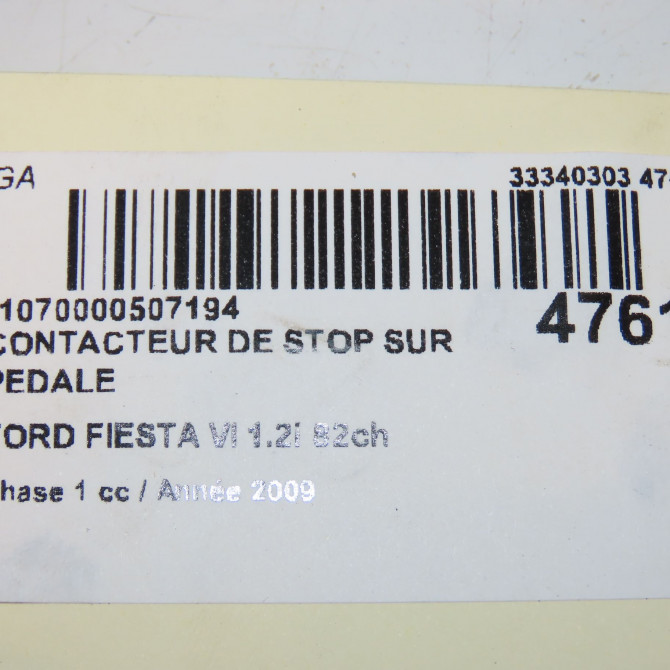 GA
33340303 47
1070000507194
4761
CONTACTEUR DE STOP SUR
PEDALE
FORD FIESTA VI 1.2i 82ch
hase 1 cc / Année 2009